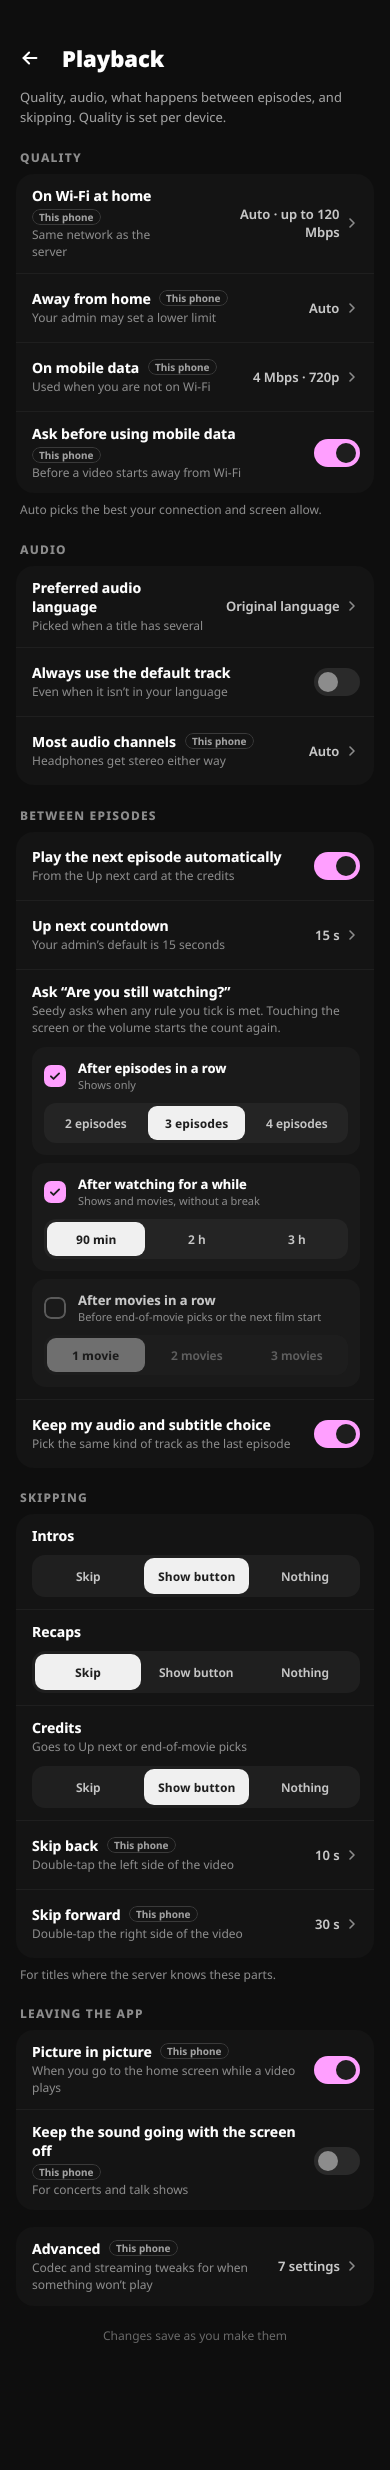 Playback
Quality, audio, what happens between episodes, and
skipping. Quality is set per device.
QUALITY
On Wi-Fi at home
This phone
Same network as the
server
Auto · up to 120
Mbps
Away from home This phone
Your admin may set a lower limit
Auto
On mobile data This phone
Used when you are not on Wi-Fi
4 Mbps · 720p
Ask before using mobile data
This phone
Before a video starts away from Wi-Fi
Auto picks the best your connection and screen allow.
AUDIO
Preferred audio
language
Picked when a title has several
Original language
Always use the default track
Even when it isn’t in your language
Most audio channels This phone
Headphones get stereo either way
Auto
BETWEEN EPISODES
Play the next episode automatically
From the Up next card at the credits
Up next countdown
Your admin’s default is 15 seconds
15 s
Ask “Are you still watching?”
Seedy asks when any rule you tick is met. Touching the
screen or the volume starts the count again.
After episodes in a row
Shows only
2 episodes 3 episodes 4 episodes
After watching for a while
Shows and movies, without a break
90 min 2 h 3 h
After movies in a row
Before end-of-movie picks or the next film start
1 movie 2 movies 3 movies
Keep my audio and subtitle choice
Pick the same kind of track as the last episode
SKIPPING
Intros
Skip Show button Nothing
Recaps
Skip Show button Nothing
Credits
Goes to Up next or end-of-movie picks
Skip Show button Nothing
Skip back This phone
Double-tap the left side of the video
10 s
Skip forward This phone
Double-tap the right side of the video
30 s
For titles where the server knows these parts.
LEAVING THE APP
Picture in picture This phone
When you go to the home screen while a video
plays
Keep the sound going with the screen
off
This phone
For concerts and talk shows
Advanced This phone
Codec and streaming tweaks for when
something won’t play
7 settings
Changes save as you make them